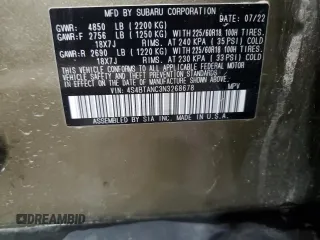 MFD. BY SUBARU CORPORATION 07/22
GVWR: 4850 LB (2200 KG)
GAWR:F 2756 LB (1250 KG) WITH 225/60R18 100H TIRES.
18X7J RIMS. AT 240 KPA (35 PSI) COLD
GAWR:R 2690 LB (1220 KG) WITH 225/60R18 100H TIRES.
18X7J RIMS. AT 230 KPA (33 PSI) COLD
THIS VEHICLE CONFORMS TO ALL APPLICABLE FEDERAL MOTOR
VEHICLE SAFETY AND THEFT PREVENTION STANDARDS IN EFFECT
ON THE DATE OF MANUFACTURE SHOWN ABOVE.
VIN: 4S4BTANC3N3268678 MPV
ASSEMBLED BY SIA INC. MADE IN U.S.A.
DREAMBID